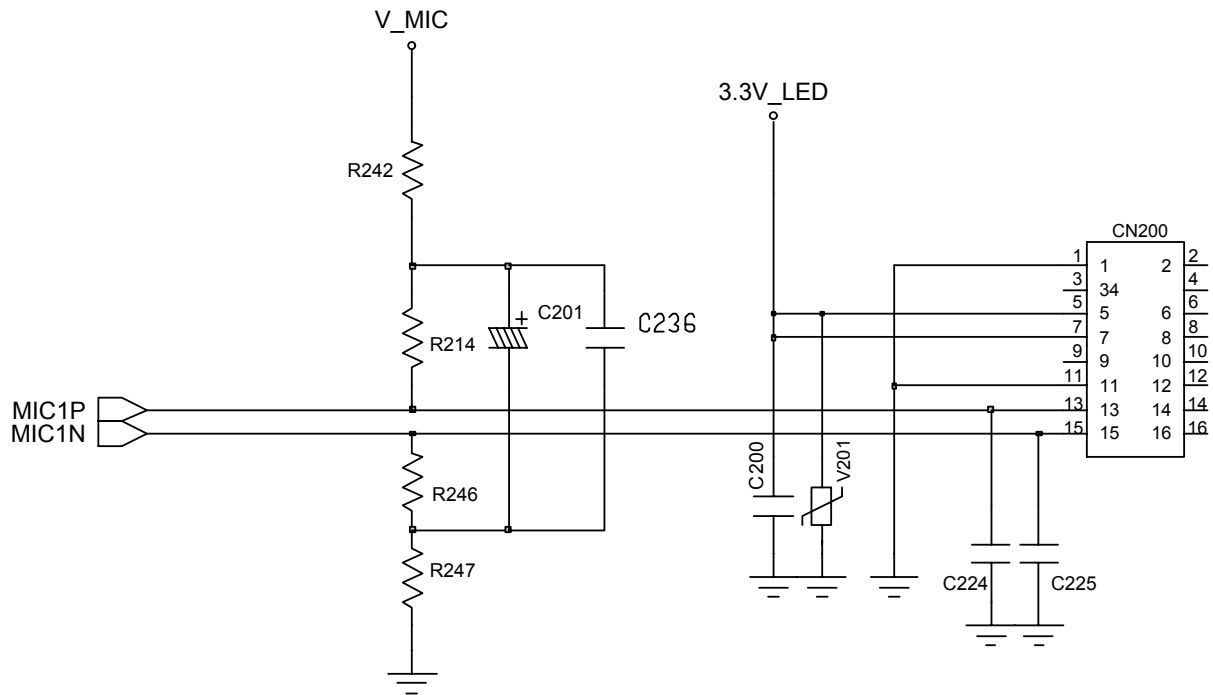 V_MIC
3.3V_LED
R242
CN200
1 1 2 2
3 34 4
5 5 6 6
7 7 8 8
9 9 10 10
11 11 12 12
13 13 14 14
15 15 16 16
R214
+
C201
C236
MIC1P
MIC1N
R246
R247
C200
V201
C224
C225